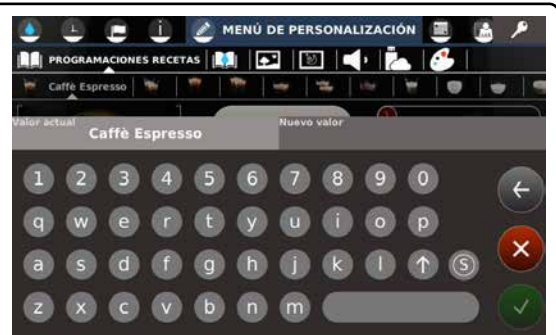 MENÚ DE PERSONALIZACIÓN
PROGRAMACIONES RECETAS
Caffè Espresso
Valor actual
Nuevo valor
Caffè Espresso
1 2 3 4 5 6 7 8 9 0
q w e r t y u i o p
a s d f g h j k l ↑ S
z x c v b n m